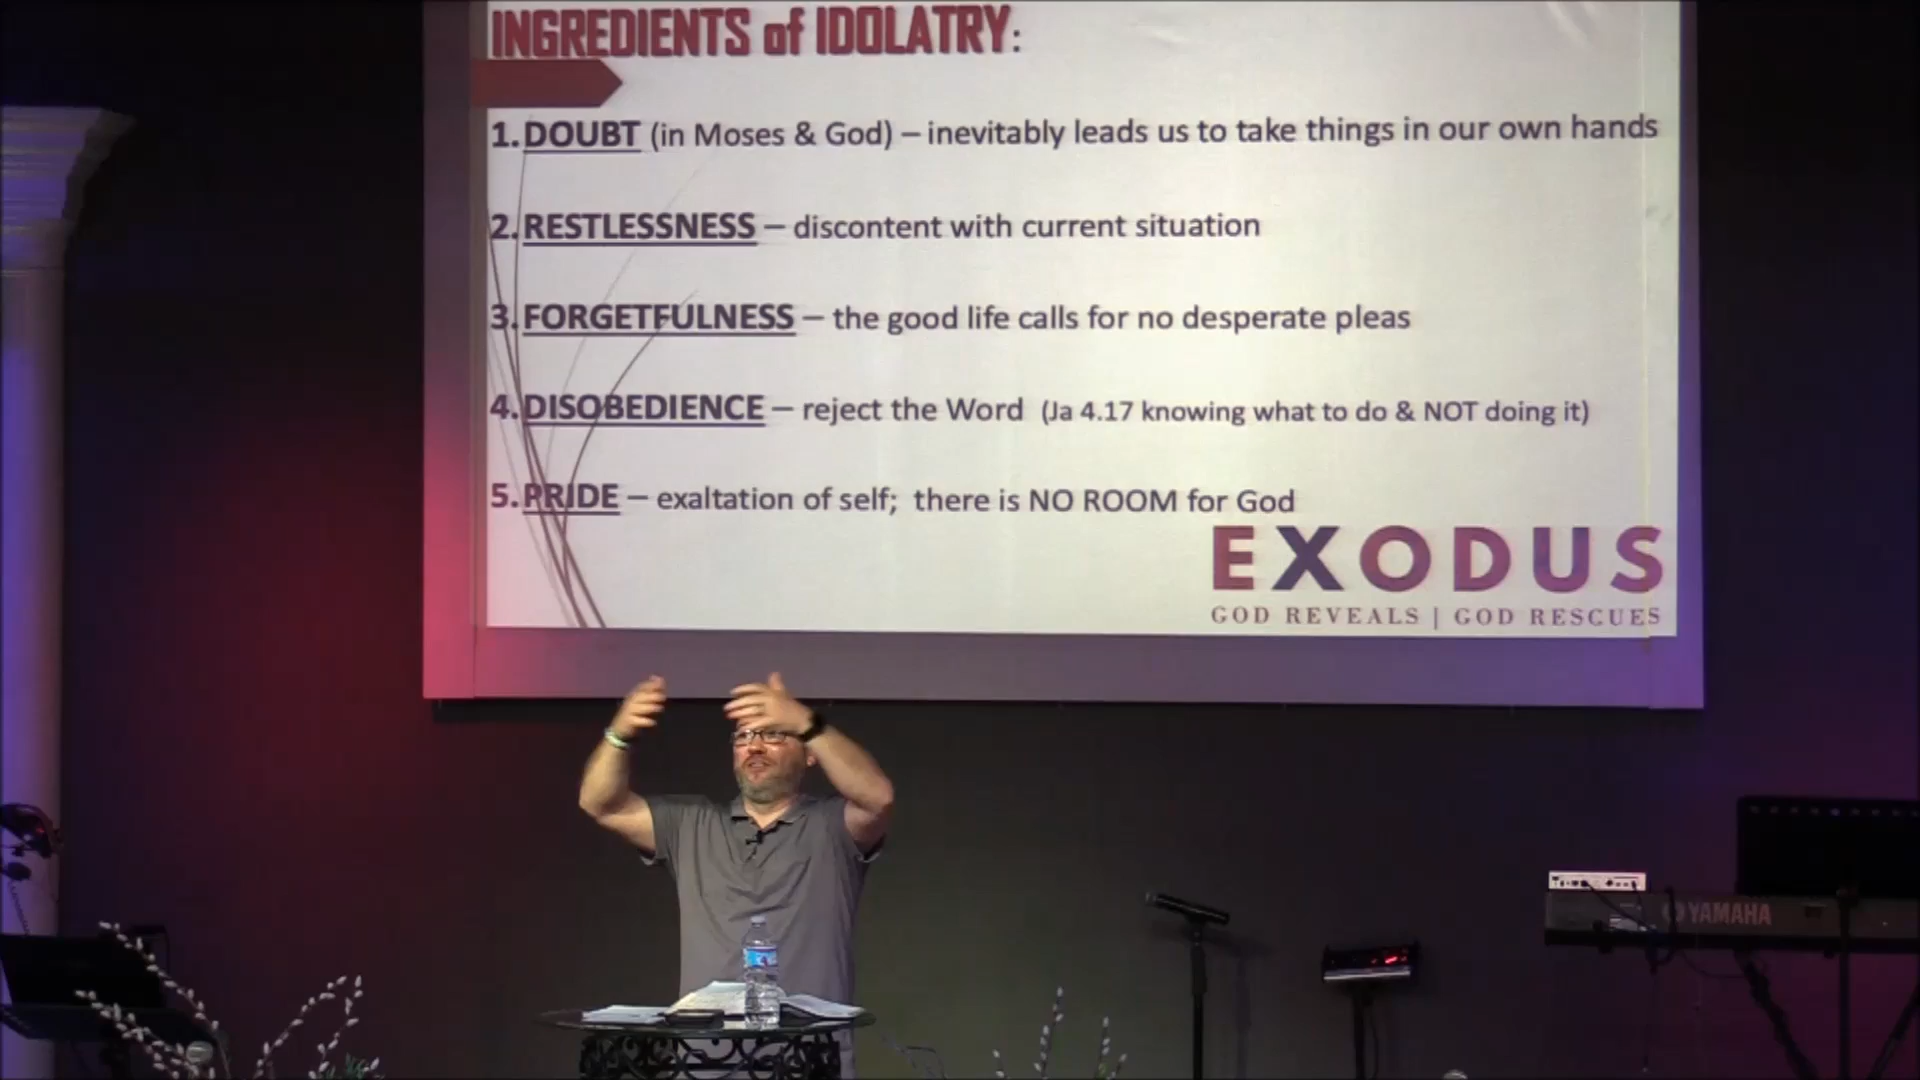 INGREDIENTS of IDOLATRY:
1. DOUBT (in Moses & God) – inevitably leads us to take things in our own hands
2. RESTLESSNESS – discontent with current situation
3. FORGETFULNESS – the good life calls for no desperate pleas
4. DISOBEDIENCE – reject the Word (Ja 4.17 knowing what to do & NOT doing it)
5. PRIDE – exaltation of self; there is NO ROOM for God
EXODUS
GOD REVEALS | GOD RESCUES
YAMAHA